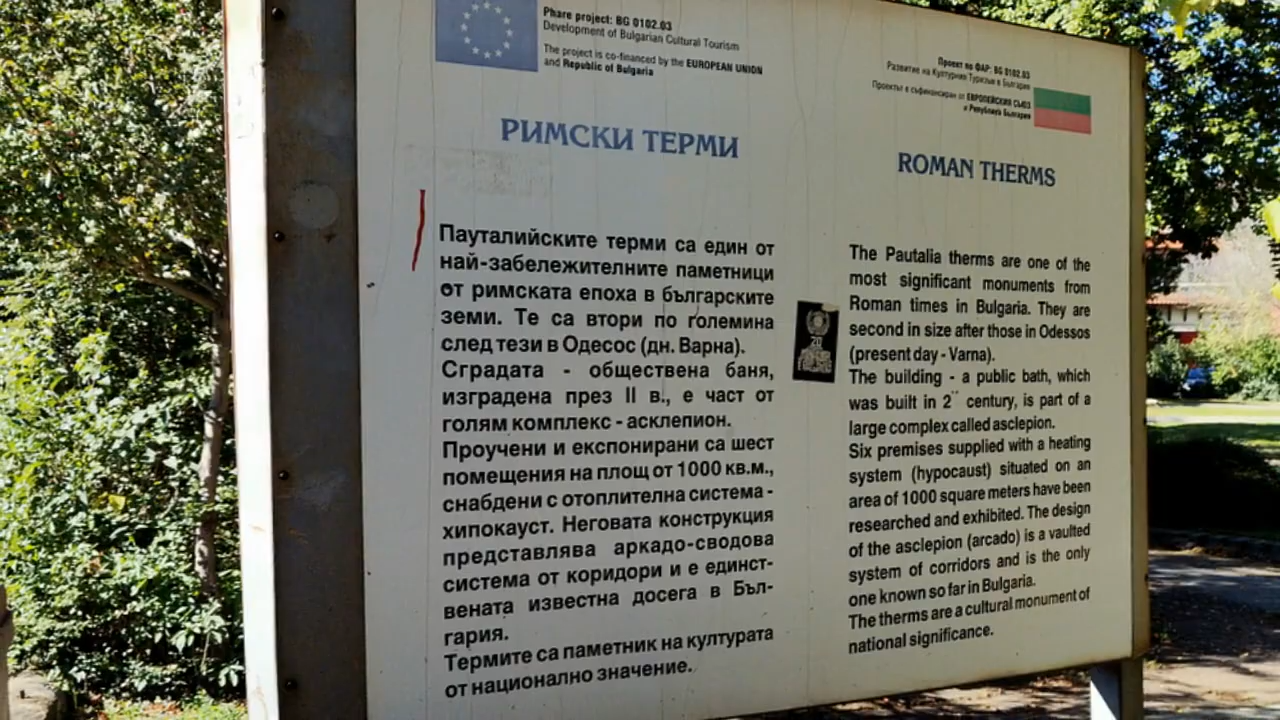 Phare project: BG 0102.03
Development of Bulgarian Cultural Tourism
The project is co-financed by the EUROPEAN UNION
and Republic of Bulgaria
Проект по ФАР: BG 0102.03
Развитие на Културния Туризъм в България
Проектът е съфинансиран от ЕВРОПЕЙСКИЯ СЪЮЗ
и Република България
РИМСКИ ТЕРМИ
Пауталийските терми са един от
най-забележителните паметници
от римската епоха в българските
земи. Те са втори по големина
след тези в Одесос (дн. Варна).
Сградата - обществена баня,
изградена през II в., е част от
голям комплекс - асклепион.
Проучени и експонирани са шест
помещения на площ от 1000 кв.м.,
снабдени с отоплителна система -
хипокауст. Неговата конструкция
представлява аркадо-сводова
система от коридори и е единст-
вената известна досега в Бъл-
гария.
Термите са паметник на културата
от национално значение.
ROMAN THERMS
The Pautalia therms are one of the
most significant monuments from
Roman times in Bulgaria. They are
second in size after those in Odessos
(present day - Varna).
The building - a public bath, which
was built in 2 century, is part of a
large complex called asclepion.
Six premises supplied with a heating
system (hypocaust) situated on an
area of 1000 square meters have been
researched and exhibited. The design
of the asclepion (arcado) is a vaulted
system of corridors and is the only
one known so far in Bulgaria.
The therms are a cultural monument of
national significance.